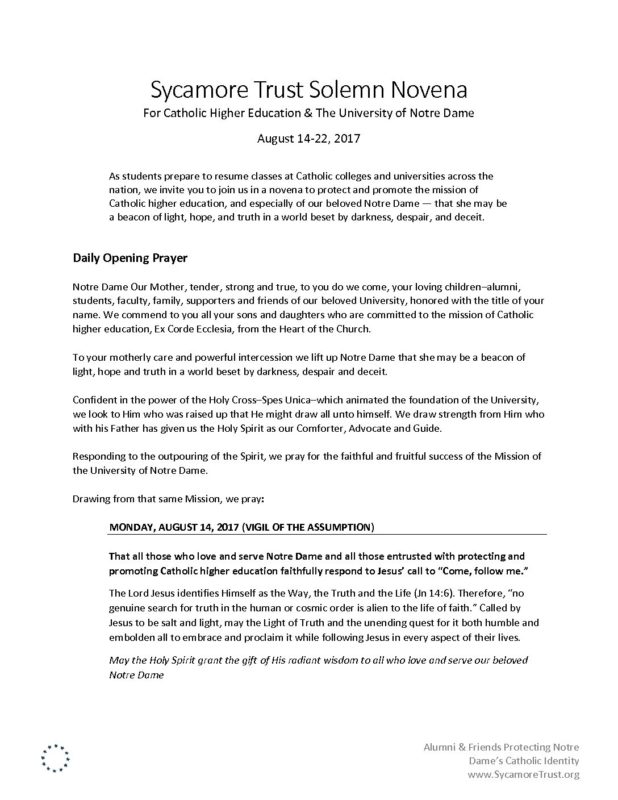 Sycamore Trust Solemn Novena
For Catholic Higher Education & The University of Notre Dame
August 14-22, 2017
As students prepare to resume classes at Catholic colleges and universities across the
nation, we invite you to join us in a novena to protect and promote the mission of
Catholic higher education, and especially of our beloved Notre Dame — that she may be
a beacon of light, hope, and truth in a world beset by darkness, despair, and deceit.
Daily Opening Prayer
Notre Dame Our Mother, tender, strong and true, to you do we come, your loving children–alumni,
students, faculty, family, supporters and friends of our beloved University, honored with the title of your
name. We commend to you all your sons and daughters who are committed to the mission of Catholic
higher education, Ex Corde Ecclesia, from the Heart of the Church.
To your motherly care and powerful intercession we lift up Notre Dame that she may be a beacon of
light, hope and truth in a world beset by darkness, despair and deceit.
Confident in the power of the Holy Cross–Spes Unica–which animated the foundation of the University,
we look to Him who was raised up that He might draw all unto himself. We draw strength from Him who
with his Father has given us the Holy Spirit as our Comforter, Advocate and Guide.
Responding to the outpouring of the Spirit, we pray for the faithful and fruitful success of the Mission of
the University of Notre Dame.
Drawing from that same Mission, we pray:
MONDAY, AUGUST 14, 2017 (VIGIL OF THE ASSUMPTION)
That all those who love and serve Notre Dame and all those entrusted with protecting and
promoting Catholic higher education faithfully respond to Jesus' call to "Come, follow me."
The Lord Jesus identifies Himself as the Way, the Truth and the Life (Jn 14:6). Therefore, "no
genuine search for truth in the human or cosmic order is alien to the life of faith." Called by
Jesus to be salt and light, may the Light of Truth and the unending quest for it both humble and
embolden all to embrace and proclaim it while following Jesus in every aspect of their lives.
May the Holy Spirit grant the gift of His radiant wisdom to all who love and serve our beloved
Notre Dame
Alumni & Friends Protecting Notre
Dame's Catholic Identity
www.SycamoreTrust.org